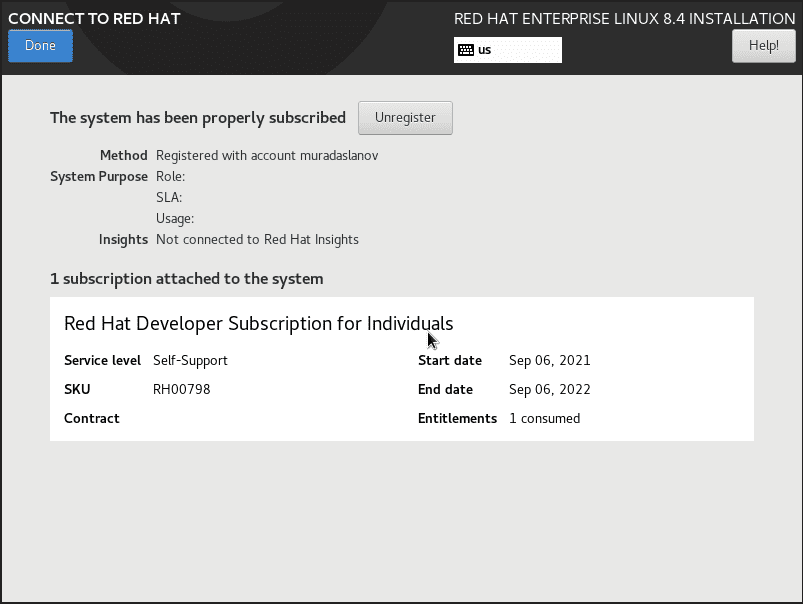 CONNECT TO RED HAT
RED HAT ENTERPRISE LINUX 8.4 INSTALLATION
Done
us
Help!
The system has been properly subscribed
Unregister
Method Registered with account muradaslanov
System Purpose Role:
SLA:
Usage:
Insights Not connected to Red Hat Insights
1 subscription attached to the system
Red Hat Developer Subscription for Individuals
Service level Self-Support Start date Sep 06, 2021
SKU RH00798 End date Sep 06, 2022
Contract Entitlements 1 consumed